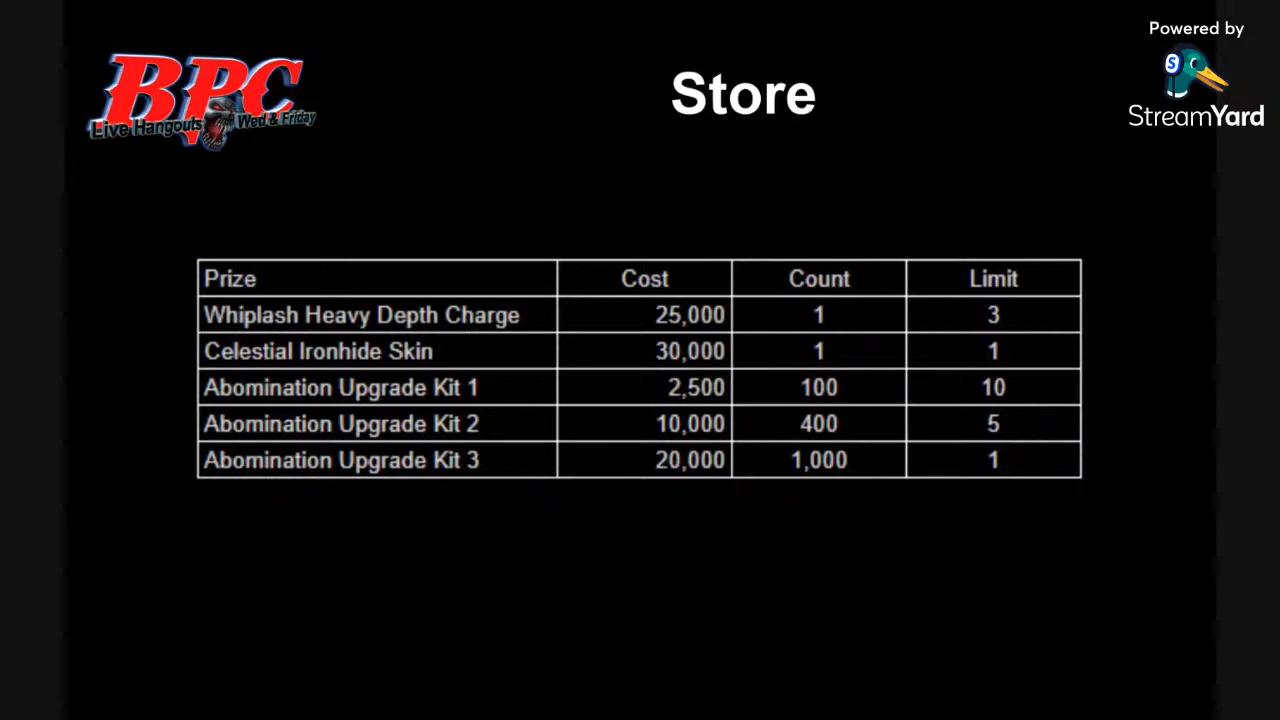 Powered by
StreamYard
BPC
Live Hangouts Wed & Friday
Store
Prize Cost Count Limit
Whiplash Heavy Depth Charge 25,000 1 3
Celestial Ironhide Skin 30,000 1 1
Abomination Upgrade Kit 1 2,500 100 10
Abomination Upgrade Kit 2 10,000 400 5
Abomination Upgrade Kit 3 20,000 1,000 1